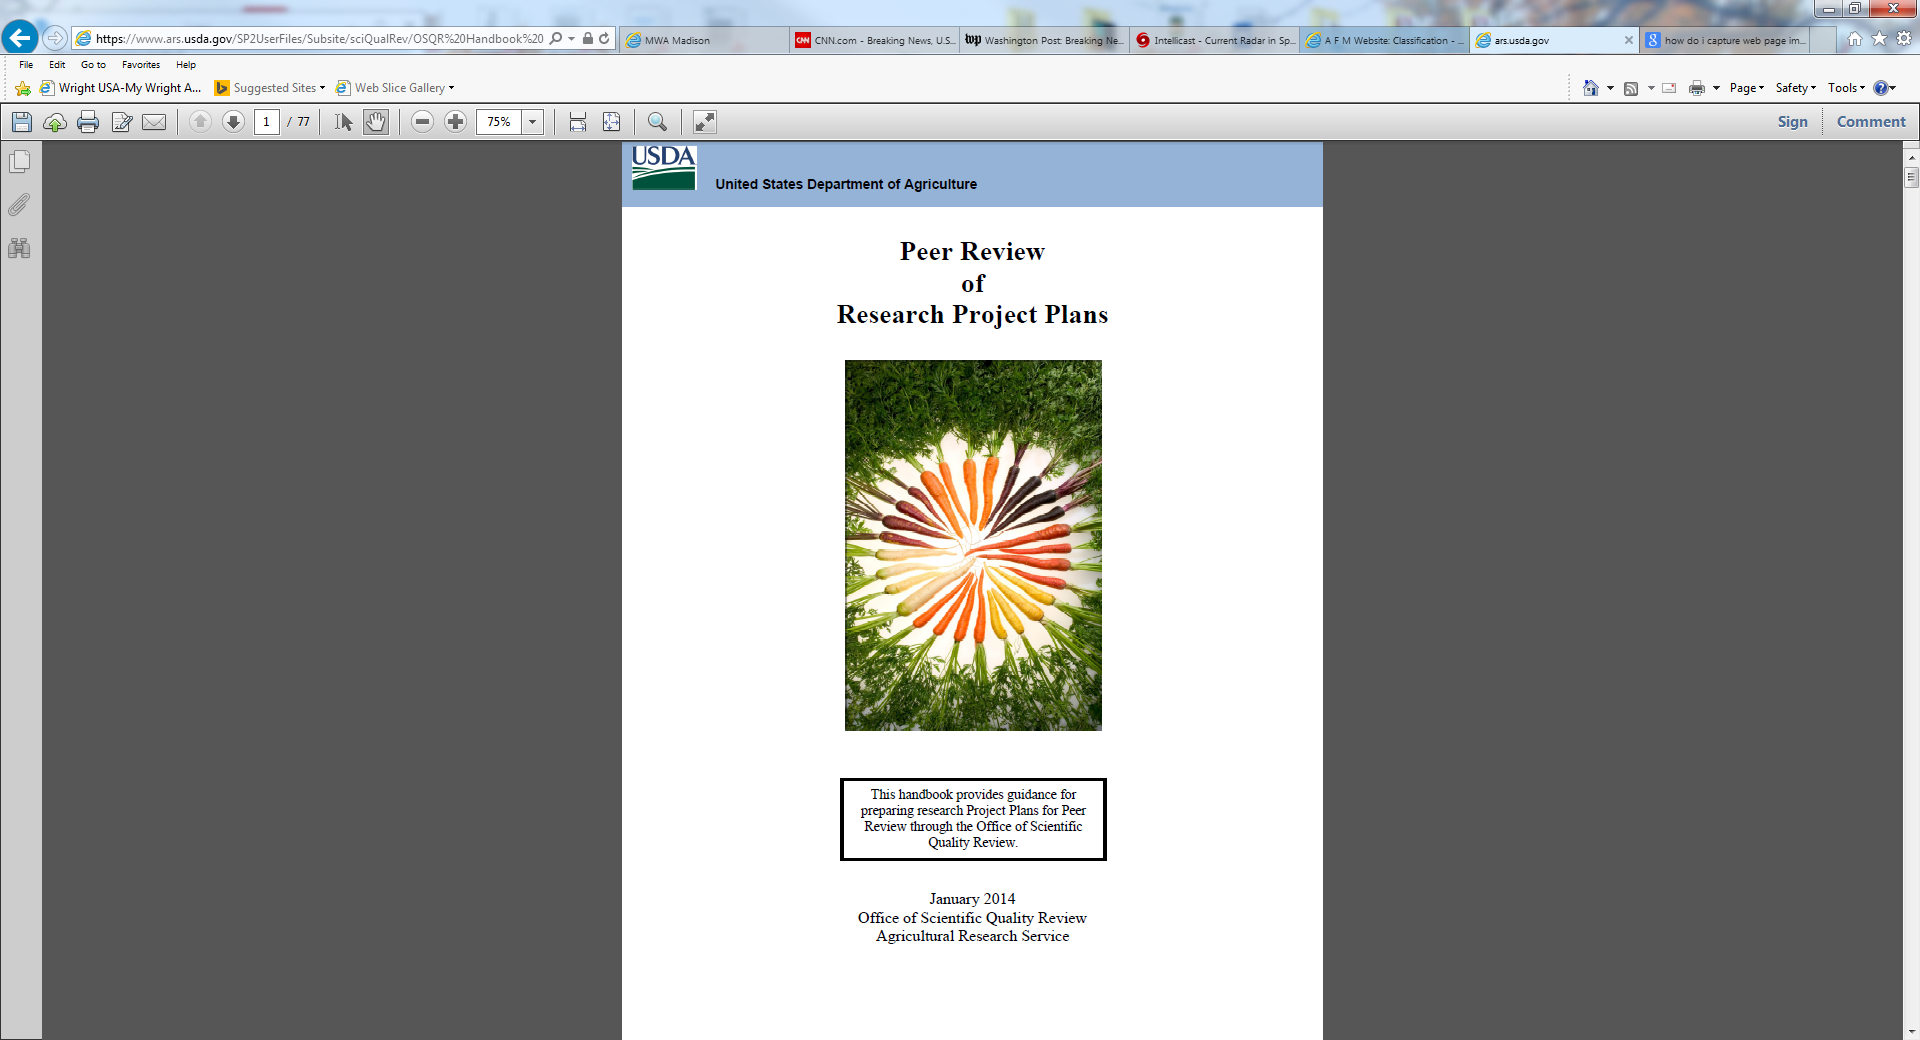 https://www.ars.usda.gov/SP2UserFiles/Subsite/sciQualRev/OSQR%20Handbook%20
MWA Madison
CNN.com - Breaking News, U.S...
Washington Post: Breaking Ne...
Intellicast - Current Radar in Sp...
A F M Website: Classification - ...
ars.usda.gov
how do i capture web page im...
File Edit Go to Favorites Help
Wright USA-My Wright A... Suggested Sites Web Slice Gallery Page Safety Tools
1 / 77 75% Sign Comment
USDA
United States Department of Agriculture
Peer Review
of
Research Project Plans
This handbook provides guidance for
preparing research Project Plans for Peer
Review through the Office of Scientific
Quality Review.
January 2014
Office of Scientific Quality Review
Agricultural Research Service